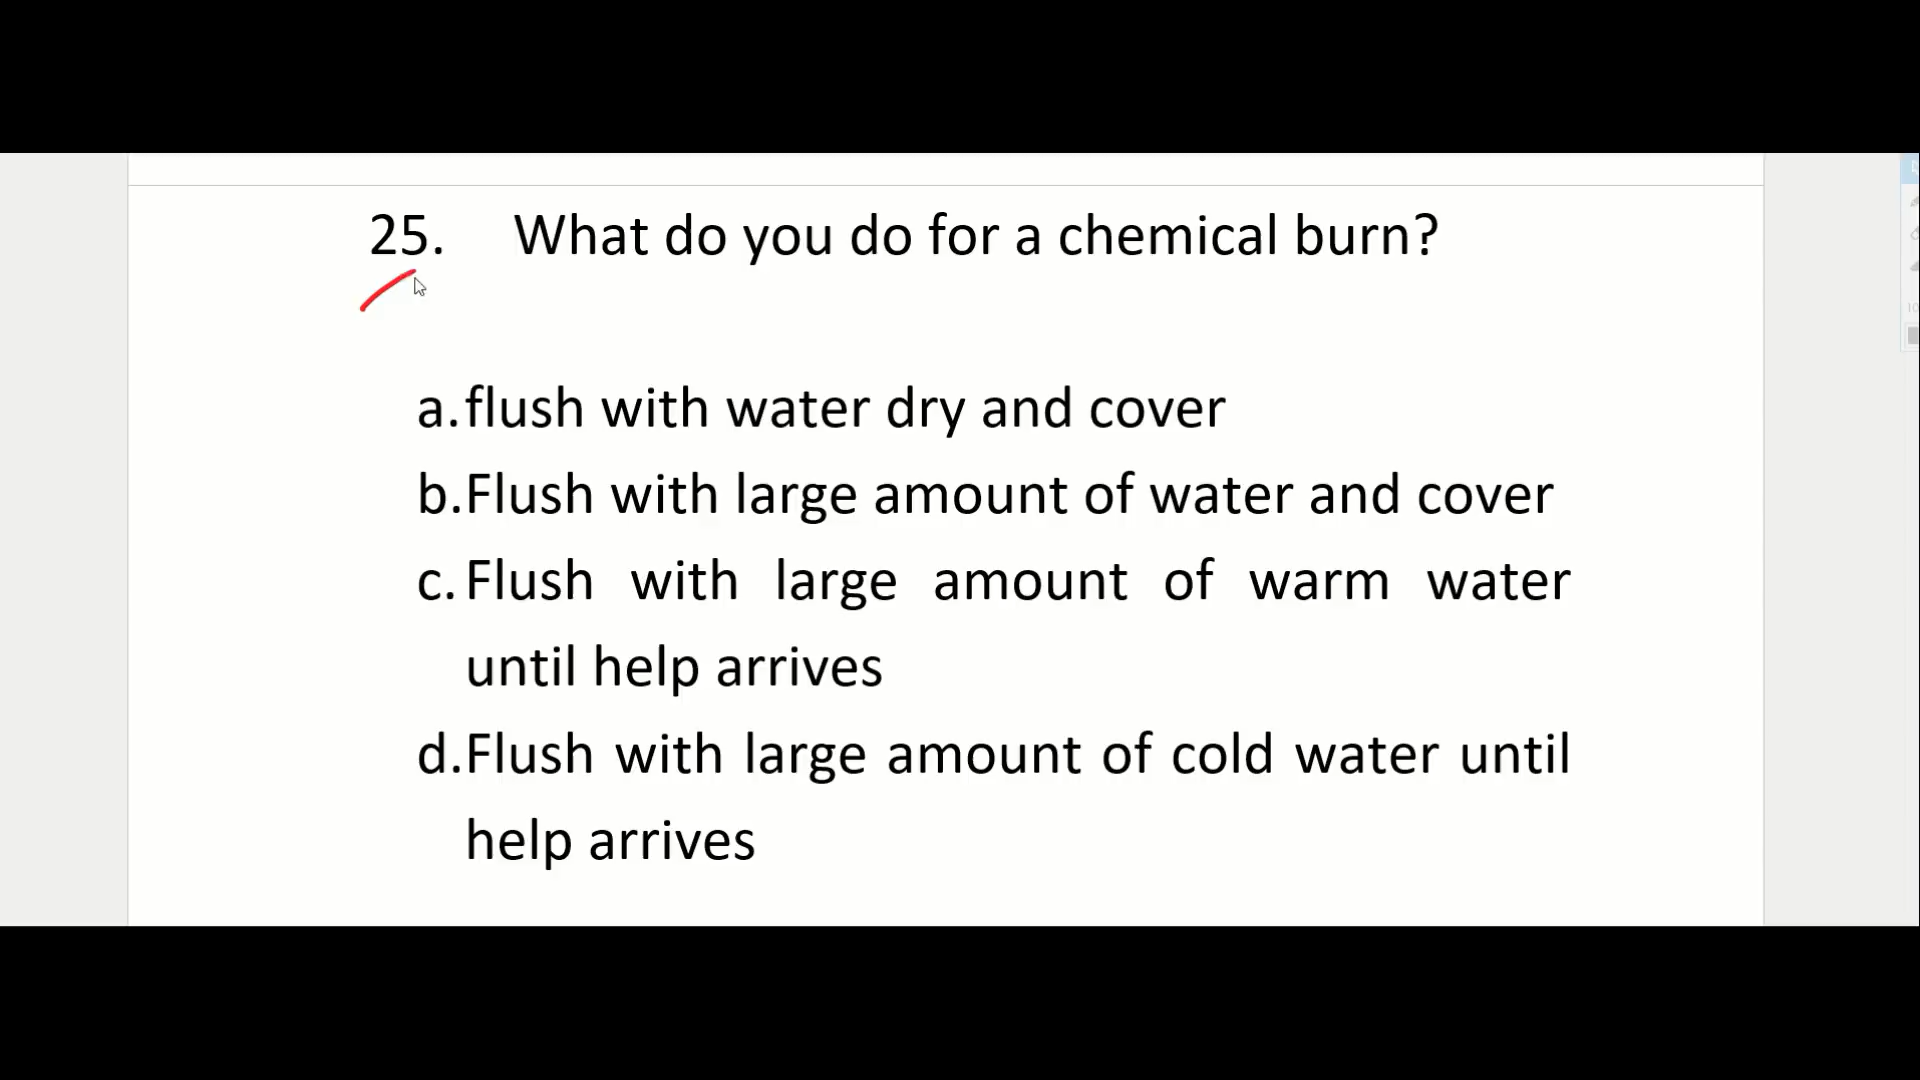 25. What do you do for a chemical burn?
a. flush with water dry and cover
b. Flush with large amount of water and cover
c. Flush with large amount of warm water
until help arrives
d. Flush with large amount of cold water until
help arrives